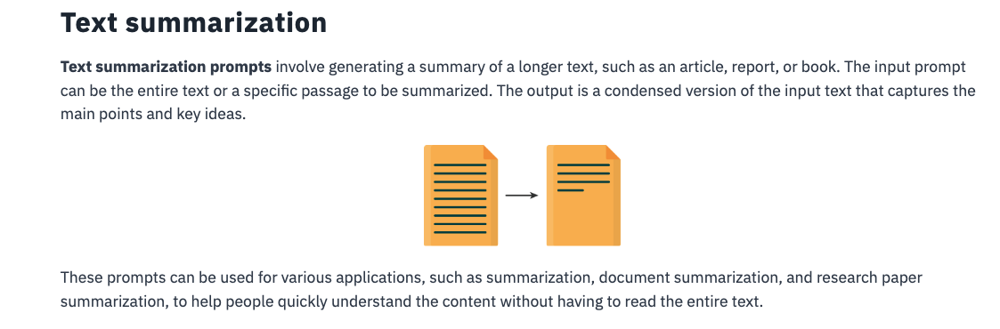 Text summarization
Text summarization prompts involve generating a summary of a longer text, such as an article, report, or book. The input prompt
can be the entire text or a specific passage to be summarized. The output is a condensed version of the input text that captures the
main points and key ideas.
These prompts can be used for various applications, such as summarization, document summarization, and research paper
summarization, to help people quickly understand the content without having to read the entire text.